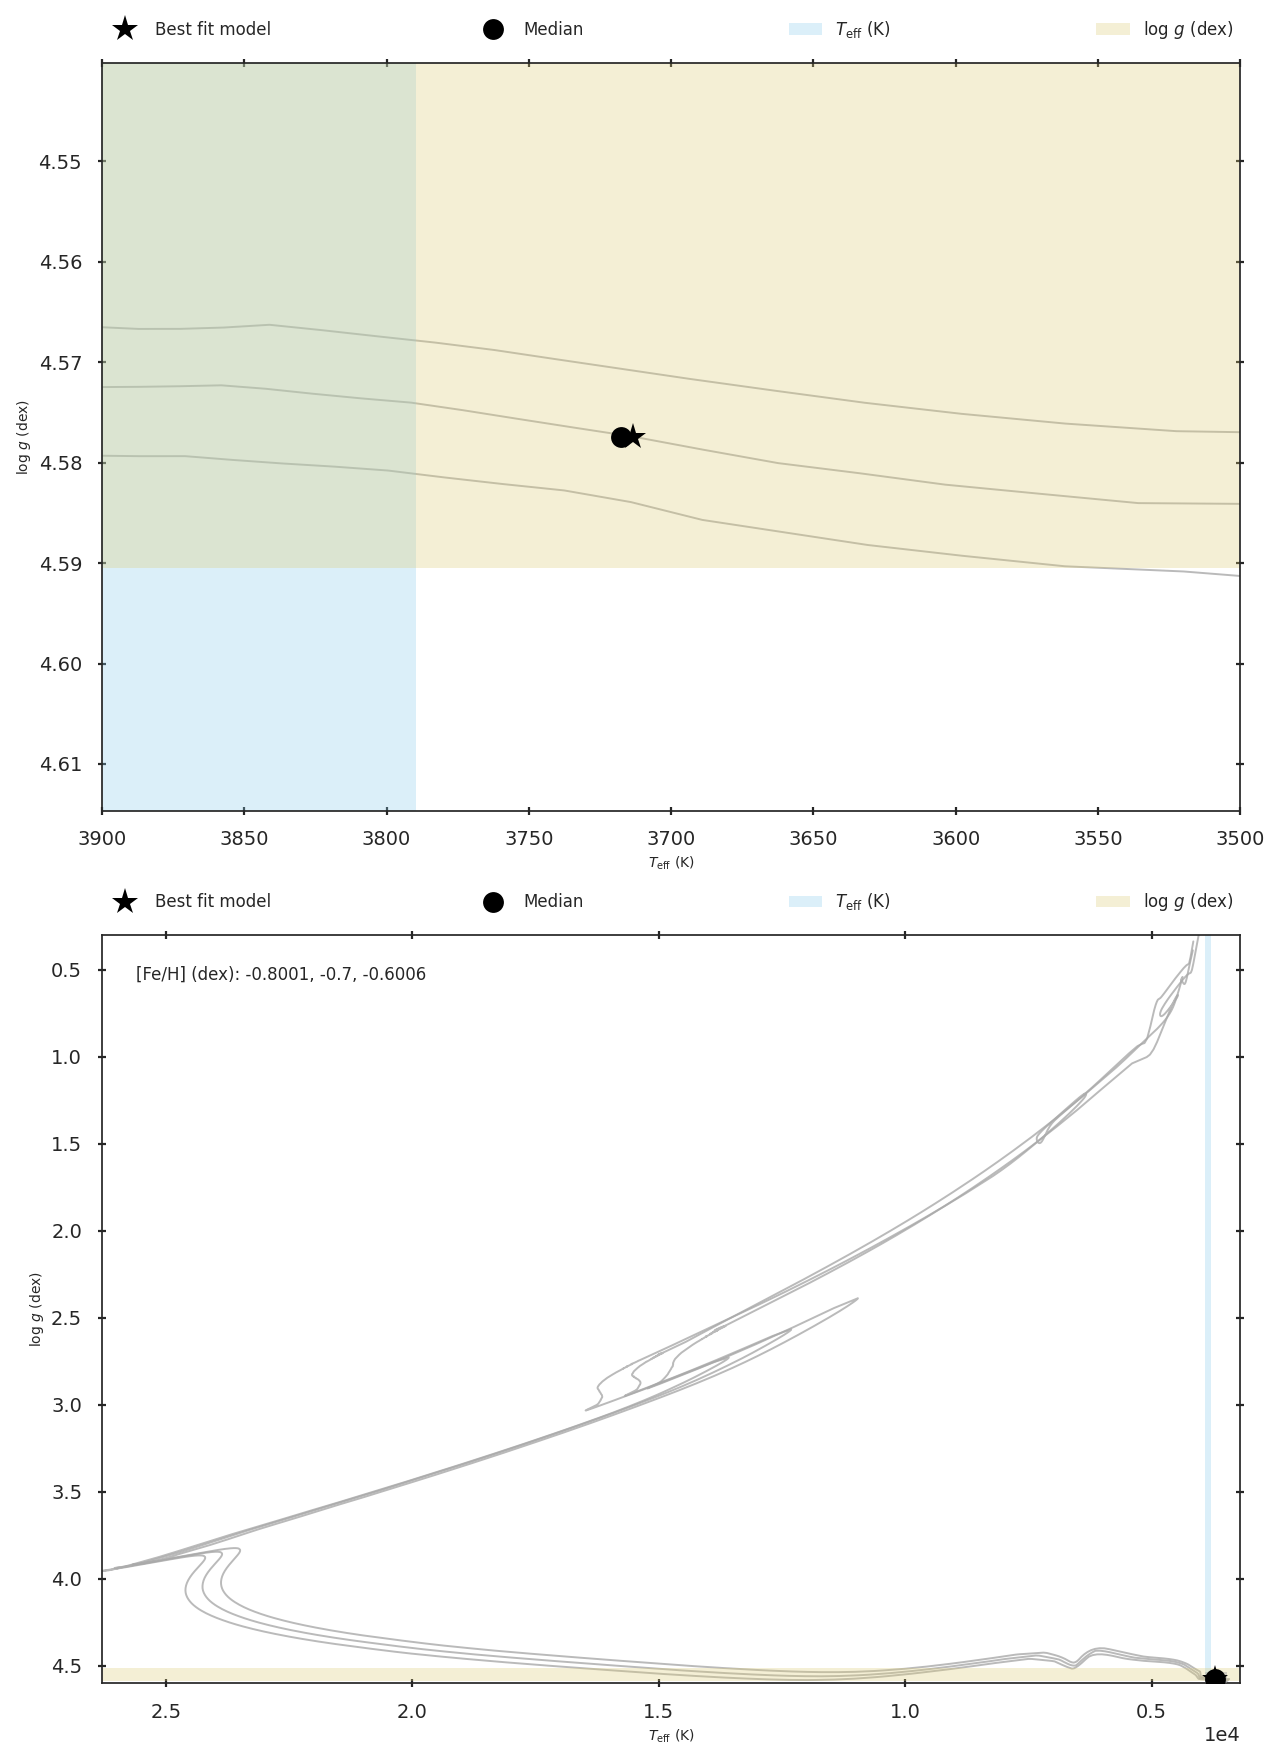 Best fit model Median Teff (K) log g (dex)
4.55
4.56
4.57
log g (dex)
4.58
4.59
4.60
4.61
3900 3850 3800 3750 3700 3650 3600 3550 3500
Teff (K)
Best fit model Median Teff (K) log g (dex)
[Fe/H] (dex): -0.8001, -0.7, -0.6006
0.5
1.0
1.5
2.0
log g (dex)
2.5
3.0
3.5
4.0
4.5
2.5 2.0 1.5 1.0 0.5
1e4
Teff (K)